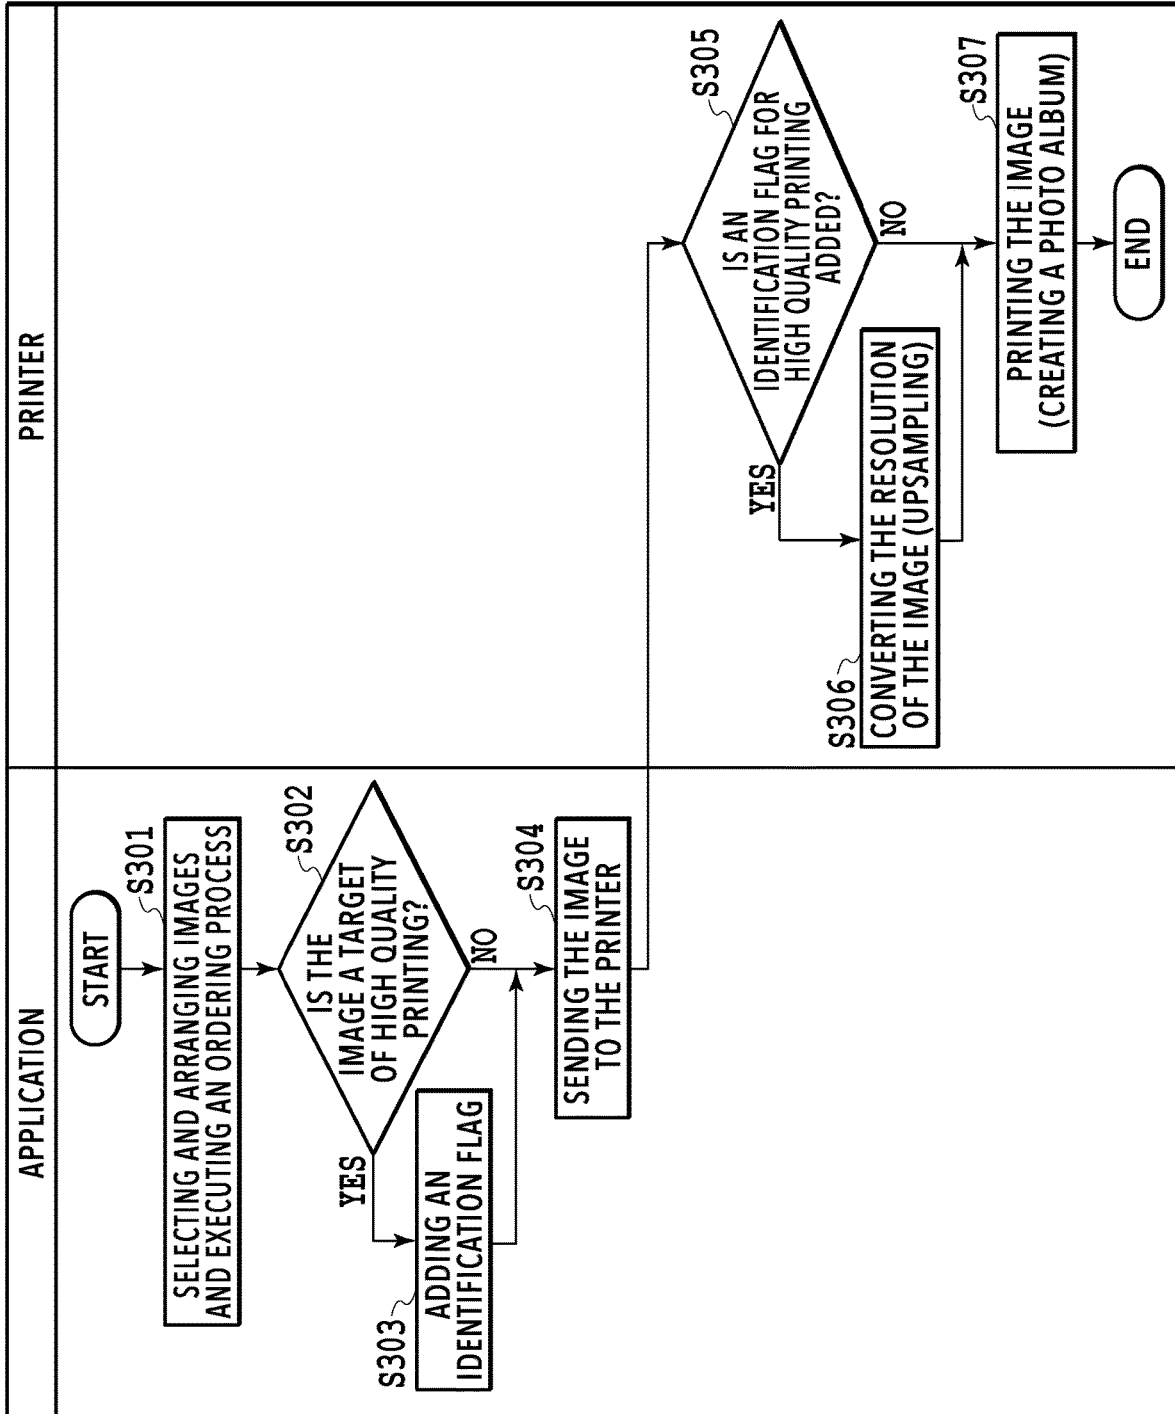 APPLICATION
PRINTER
START
S301
SELECTING AND ARRANGING IMAGES
AND EXECUTING AN ORDERING PROCESS
S302
IS THE
IMAGE A TARGET
OF HIGH QUALITY
PRINTING?
YES
NO
S303
ADDING AN
IDENTIFICATION FLAG
S304
SENDING THE IMAGE
TO THE PRINTER
S305
IS AN
IDENTIFICATION FLAG FOR
HIGH QUALITY PRINTING
ADDED?
YES
NO
S306
CONVERTING THE RESOLUTION
OF THE IMAGE (UPSAMPLING)
S307
PRINTING THE IMAGE
(CREATING A PHOTO ALBUM)
END